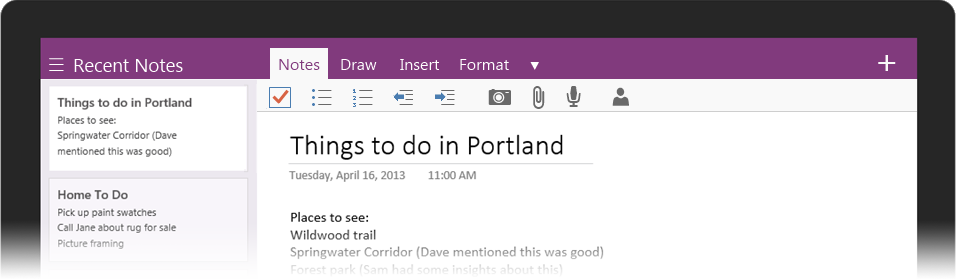 Recent Notes
Notes Draw Insert Format
Things to do in Portland
Places to see:
Springwater Corridor (Dave
mentioned this was good)
Home To Do
Pick up paint swatches
Call Jane about rug for sale
Picture framing
1
2
3
Things to do in Portland
Tuesday, April 16, 2013 11:00 AM
Places to see:
Wildwood trail
Springwater Corridor (Dave mentioned this was good)
Forest park (Sam had some insights about this)